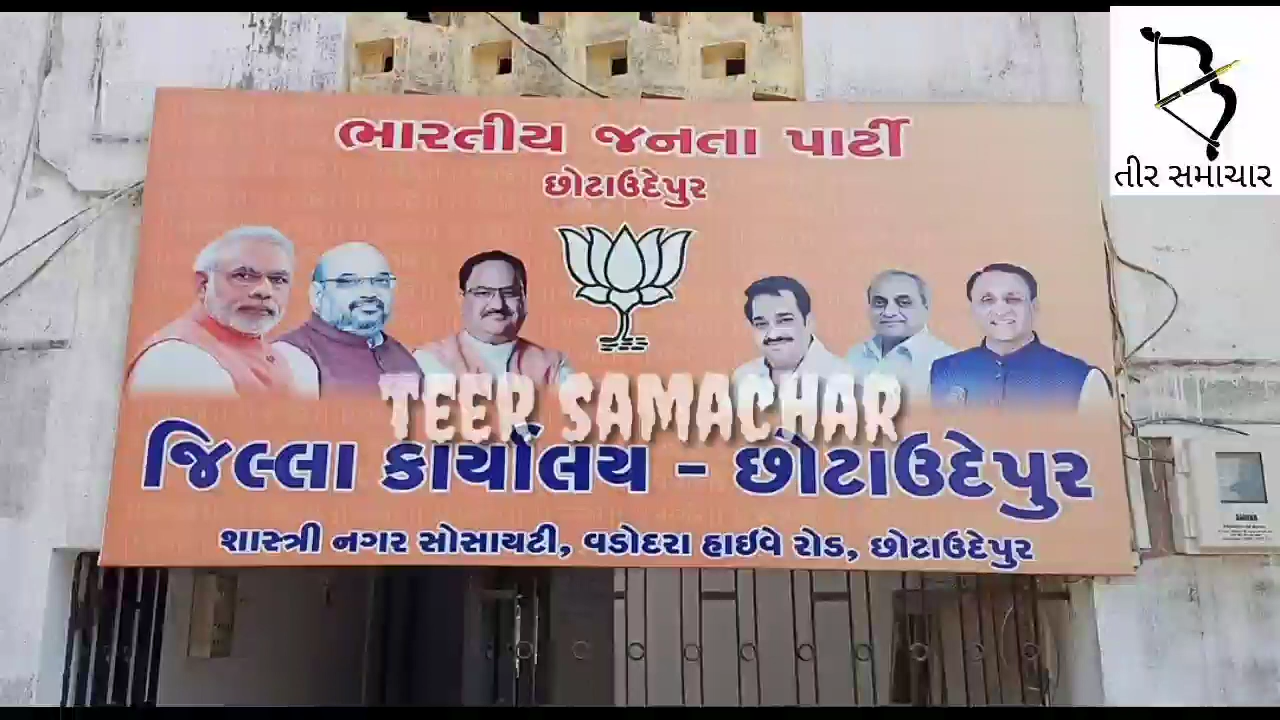 ભારતીય જનતા પાર્ટી
છોટાઉદેપુર
તીર સમાચાર
TEER SAMACHAR
જિલ્લા કાર્યાલય - છોટાઉદેપુર
શાસ્ત્રી નગર સોસાયટી, વડોદરા હાઇવે રોડ, છોટાઉદેપુર